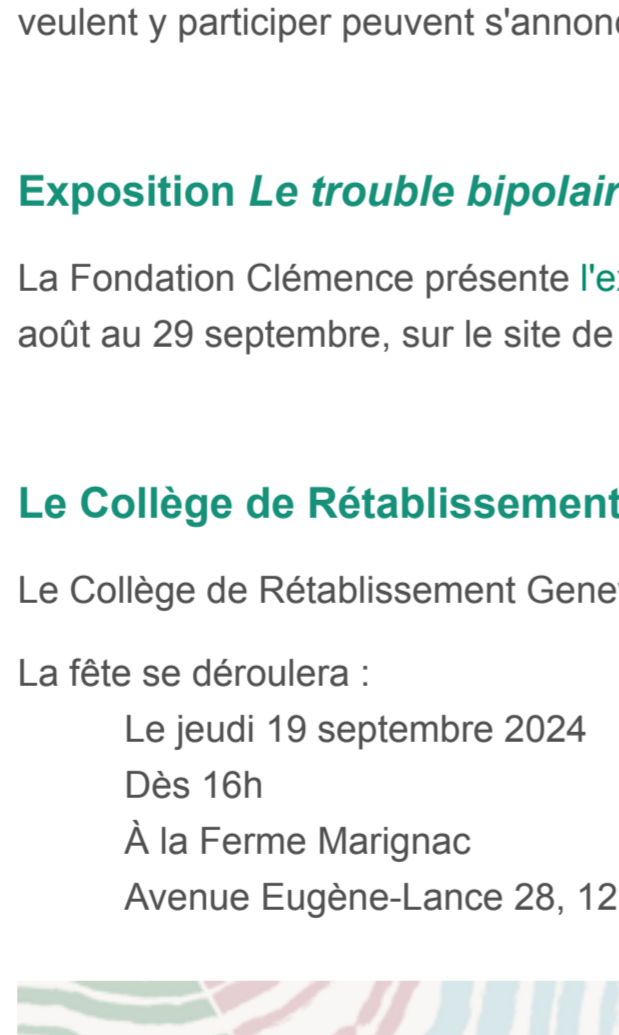 veulent y participer peuvent s'annon
Exposition Le trouble bipolair
La Fondation Clémence présente l'ex
août au 29 septembre, sur le site de
Le Collège de Rétablissement
Le Collège de Rétablissement Gene
La fête se déroulera :
Le jeudi 19 septembre 2024
Dès 16h
À la Ferme Marignac
Avenue Eugène-Lance 28, 12